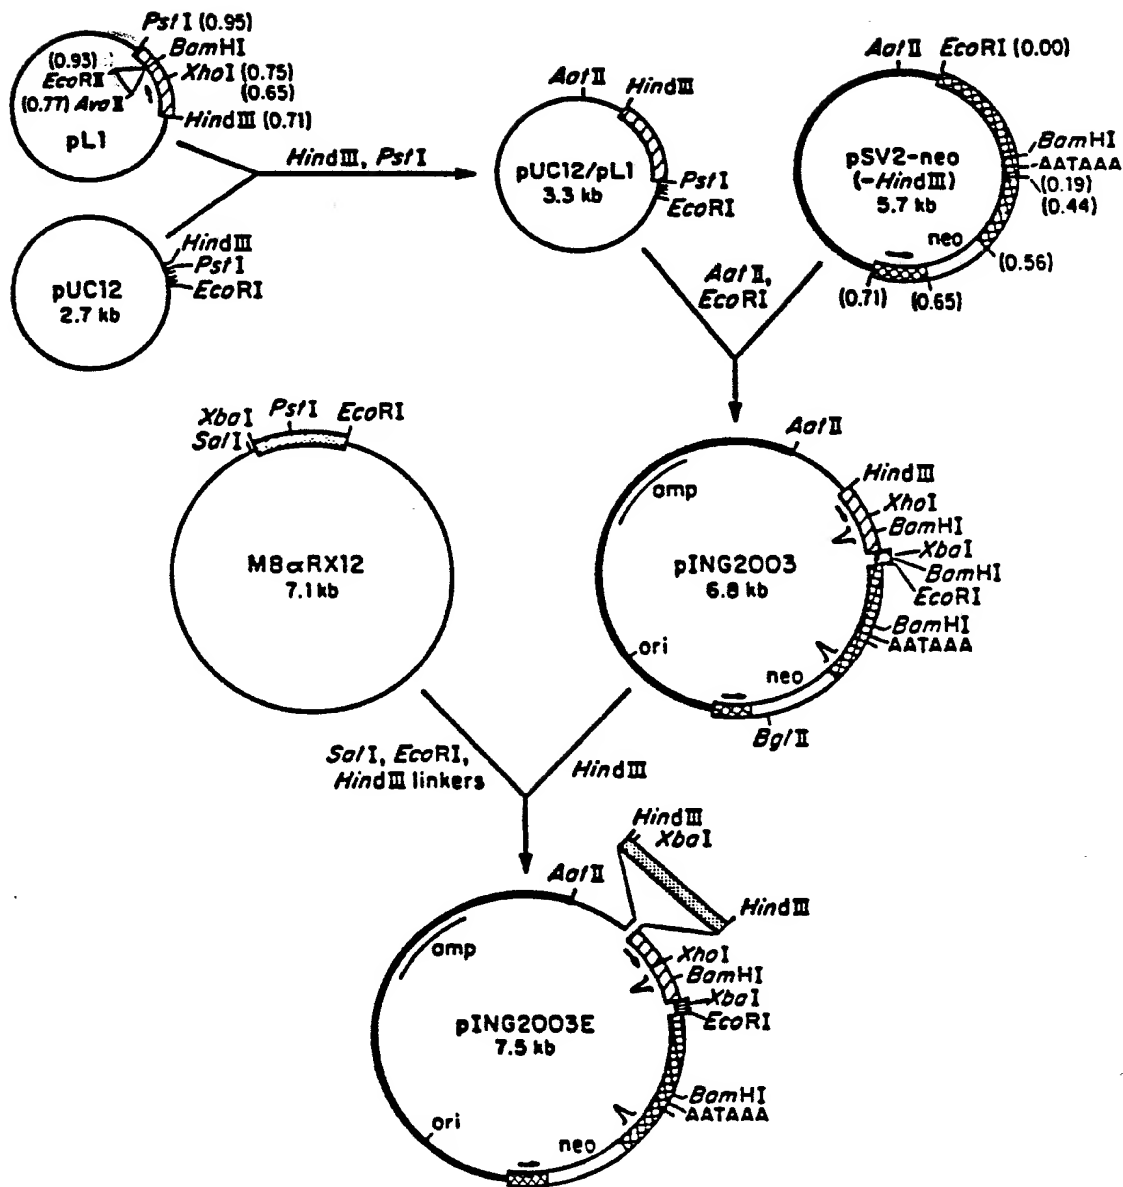 PstI (0.95)
BamHI
(0.93)
EcoRII
XhoI (0.75)
(0.65)
(0.77) AvaII
HindIII (0.71)
pL1
HindIII, PstI
HindIII
PstI
EcoRI
pUC12
2.7 kb
AatII
HindIII
pUC12/pL1
3.3 kb
PstI
EcoRI
AatII
EcoRI (0.00)
BamHI
AATAAA
(0.19)
(0.44)
pSV2-neo
(-HindIII)
5.7 kb
neo
(0.56)
(0.65)
(0.71)
AatII,
EcoRI
XbaI
SalI
PstI
EcoRI
M8αRX12
7.1 kb
AatII
HindIII
XhoI
BamHI
XbaI
BamHI
EcoRI
BamHI
AATAAA
amp
pING2003
6.8 kb
ori
neo
BglII
SalI, EcoRI,
HindIII linkers
HindIII
HindIII
XbaI
HindIII
AatII
XhoI
BamHI
XbaI
EcoRI
amp
pING2003E
7.5 kb
BamHI
AATAAA
ori
neo